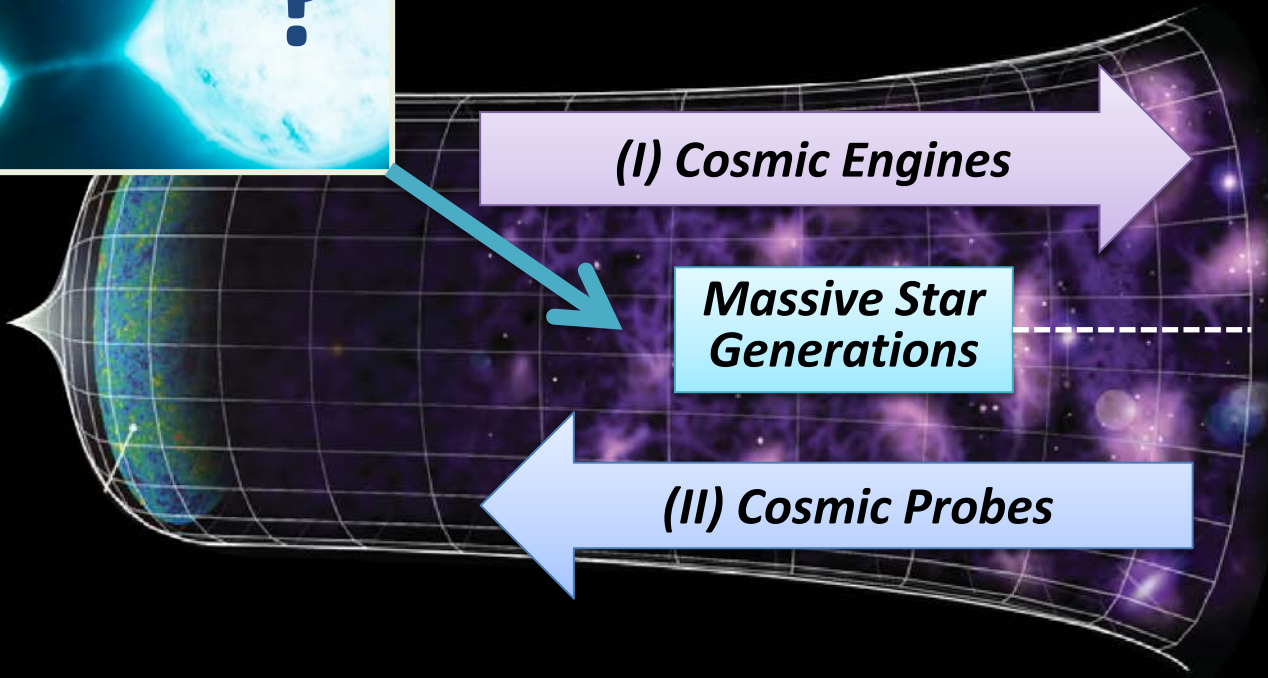 ?
(I) Cosmic Engines
Massive Star
Generations
(II) Cosmic Probes